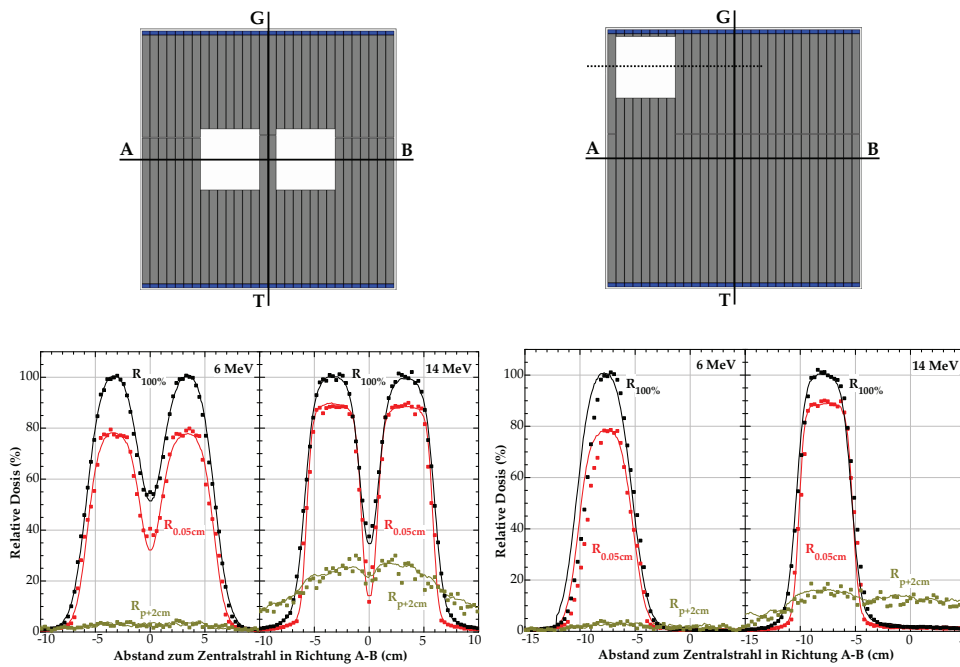 G
A
B
T
G
A
B
T
Relative Dosis (%)
100
80
60
40
20
0
6 MeV
R100%
R0.05cm
Rp+2cm
14 MeV
R100%
R0.05cm
Rp+2cm
-10 -5 0 5 -10 -5 0 5 10
Abstand zum Zentralstrahl in Richtung A-B (cm)
Relative Dosis (%)
100
80
60
40
20
0
6 MeV
R100%
R0.05cm
Rp+2cm
14 MeV
R100%
R0.05cm
Rp+2cm
-15 -10 -5 0 -15 -10 -5 0 5
Abstand zum Zentralstrahl in Richtung A-B (cm)